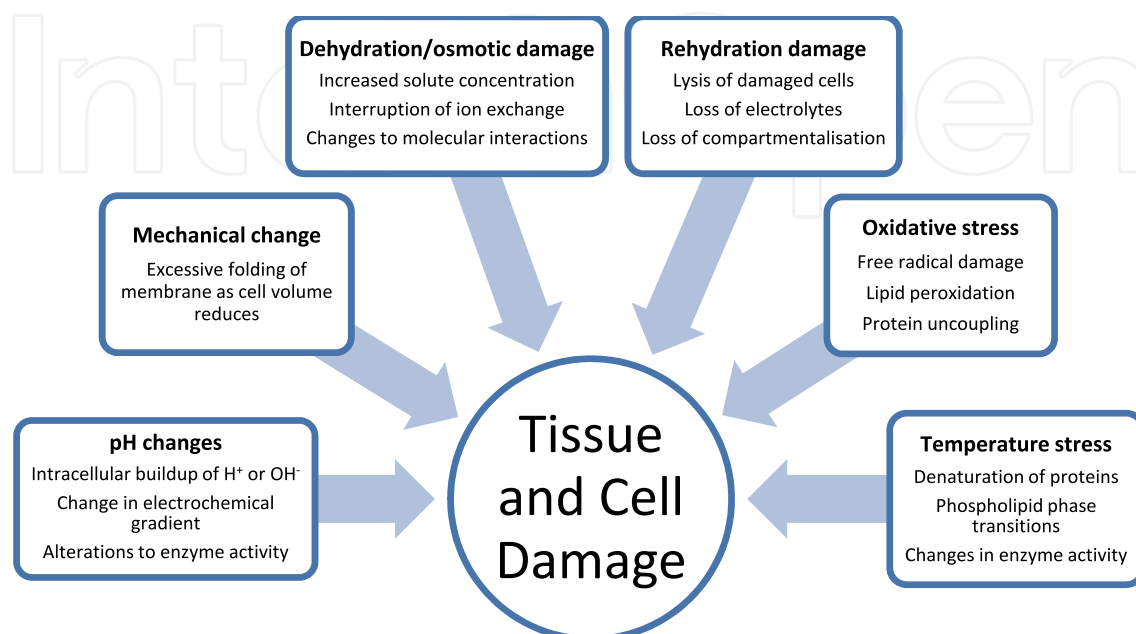 Dehydration/osmotic damage
Increased solute concentration
Interruption of ion exchange
Changes to molecular interactions
Rehydration damage
Lysis of damaged cells
Loss of electrolytes
Loss of compartmentalisation
Mechanical change
Excessive folding of
membrane as cell volume
reduces
Oxidative stress
Free radical damage
Lipid peroxidation
Protein uncoupling
pH changes
Intracellular buildup of H⁺ or OH⁻
Change in electrochemical
gradient
Alterations to enzyme activity
Tissue
and Cell
Damage
Temperature stress
Denaturation of proteins
Phospholipid phase
transitions
Changes in enzyme activity